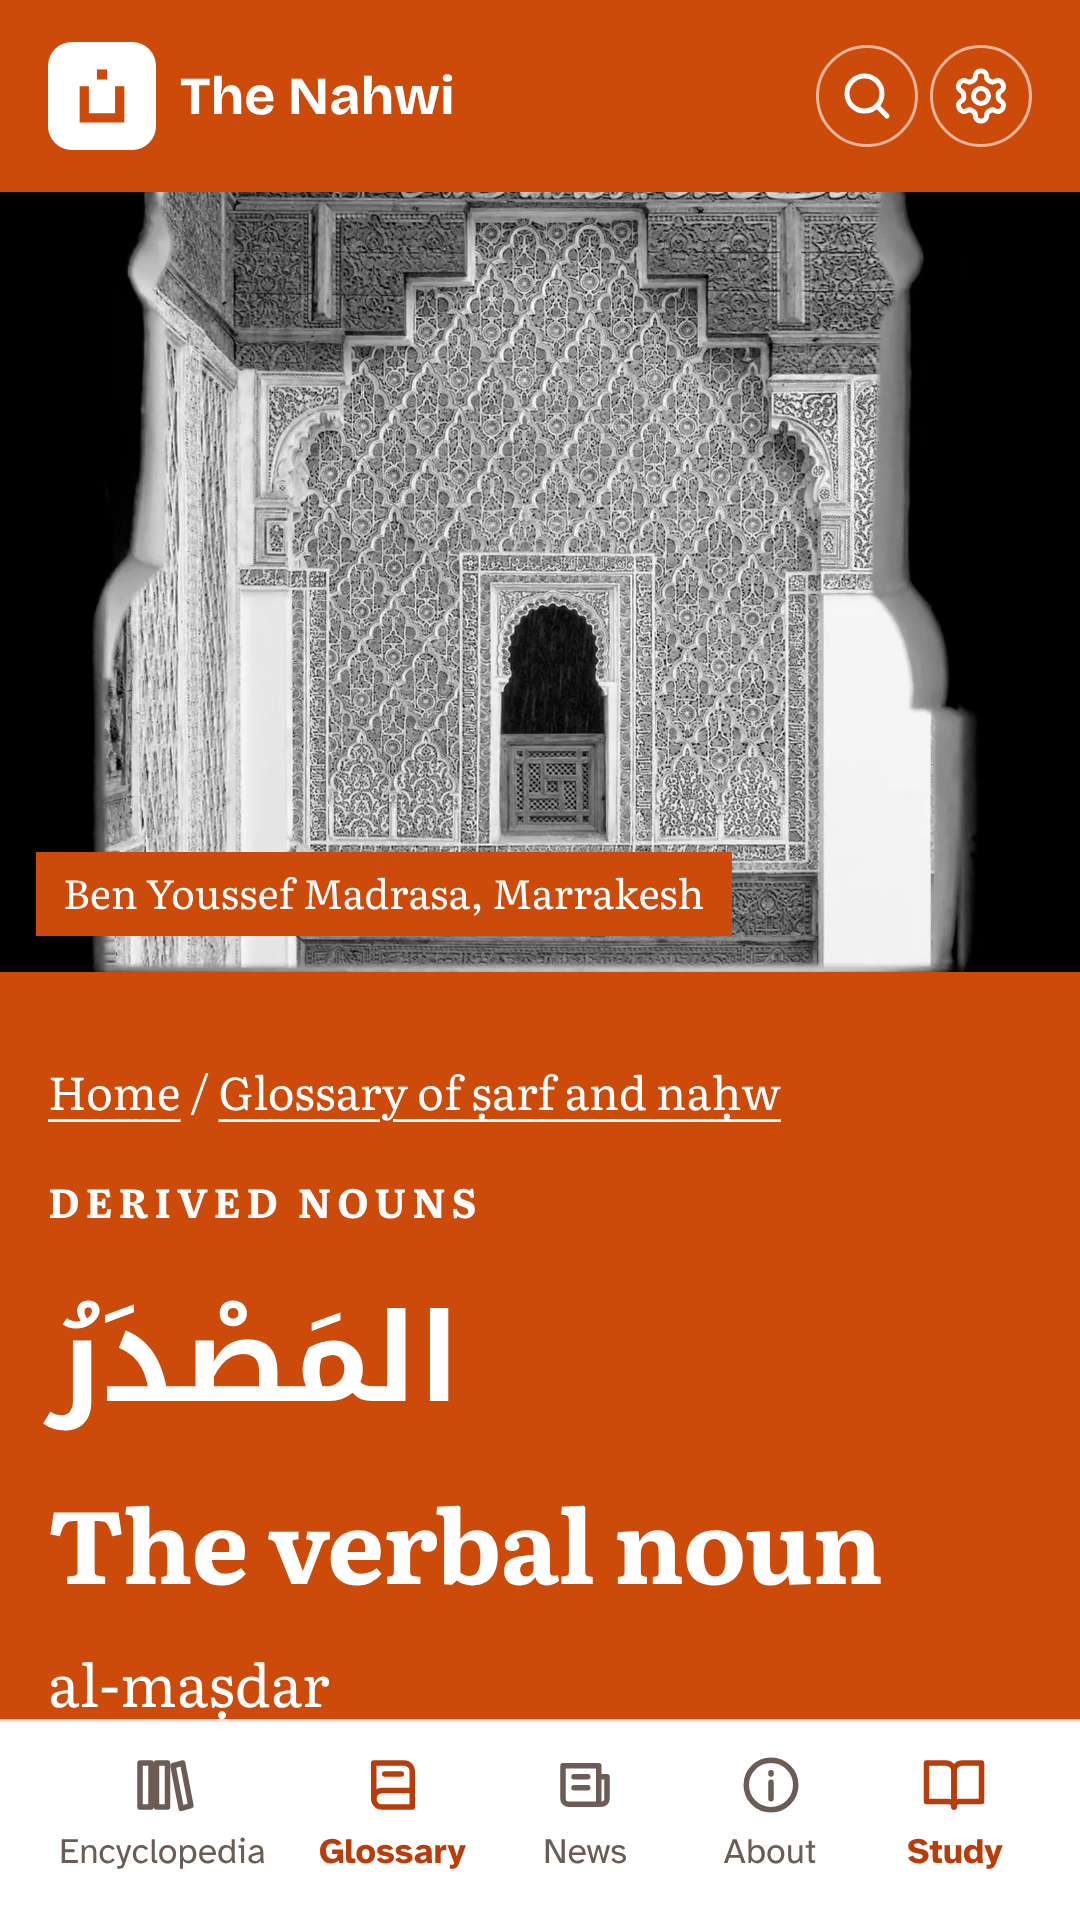 The Nahwi
Ben Youssef Madrasa, Marrakesh
Home / Glossary of ṣarf and naḥw
DERIVED NOUNS
المَصْدَرُ
The verbal noun
al-maṣdar
Encyclopedia
Glossary
News
About
Study